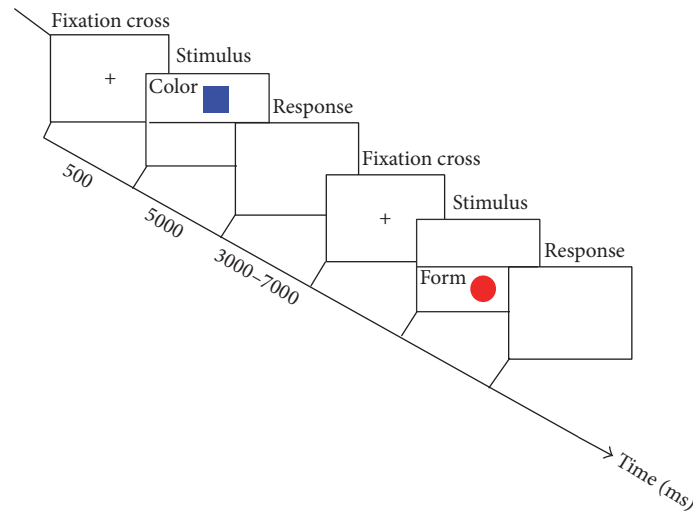 Fixation cross
+
Stimulus
Color
Response
500
5000
3000–7000
Fixation cross
+
Stimulus
Form
Response
Time (ms)